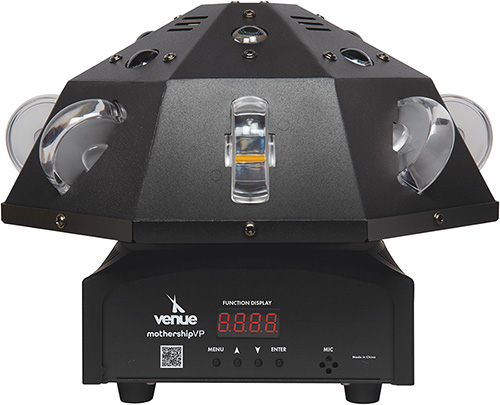 FUNCTION DISPLAY
8.8.8.8.
venue
mothershipVP
MENU ENTER
MIC
Made in China